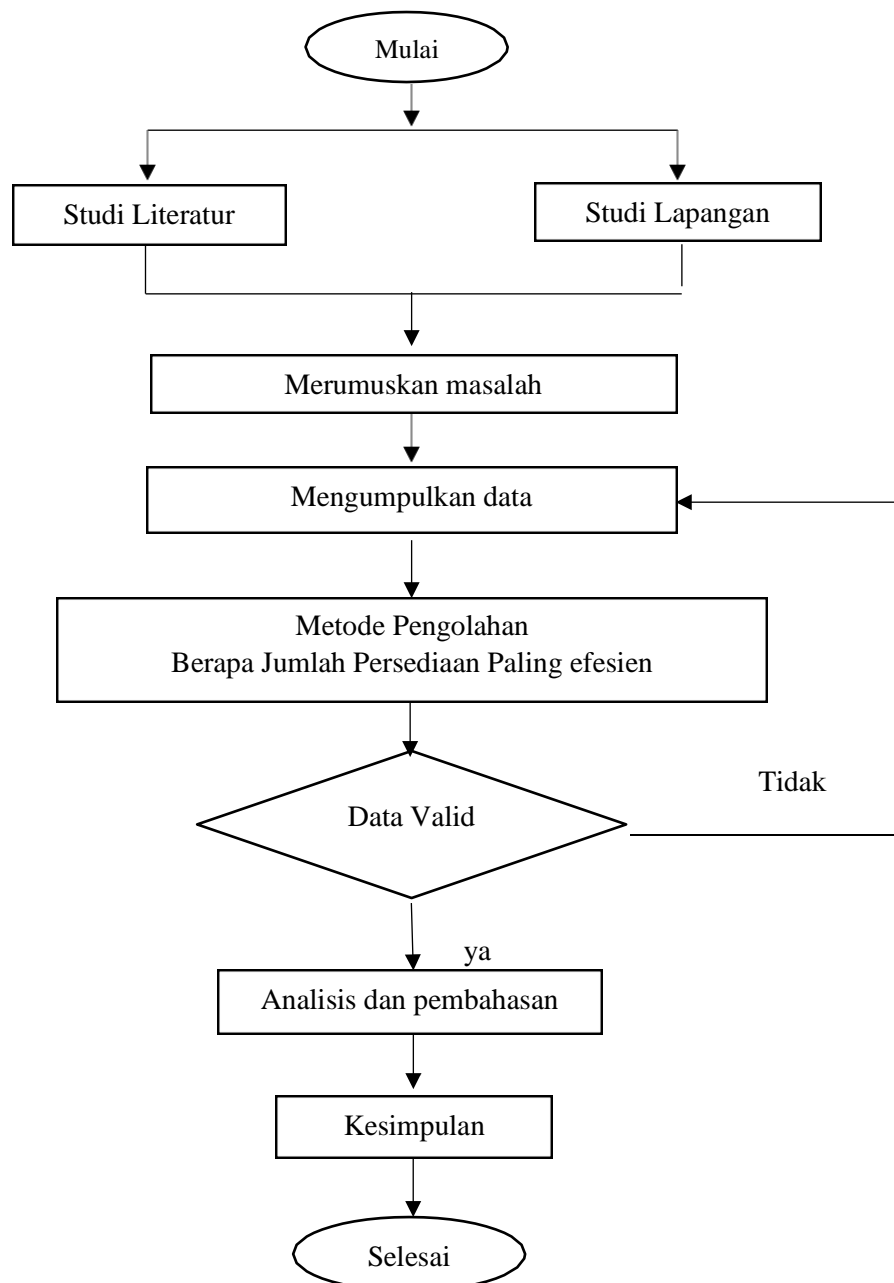 Mulai
Studi Literatur
Studi Lapangan
Merumuskan masalah
Mengumpulkan data
Metode Pengolahan
Berapa Jumlah Persediaan Paling efesien
Tidak
Data Valid
ya
Analisis dan pembahasan
Kesimpulan
Selesai